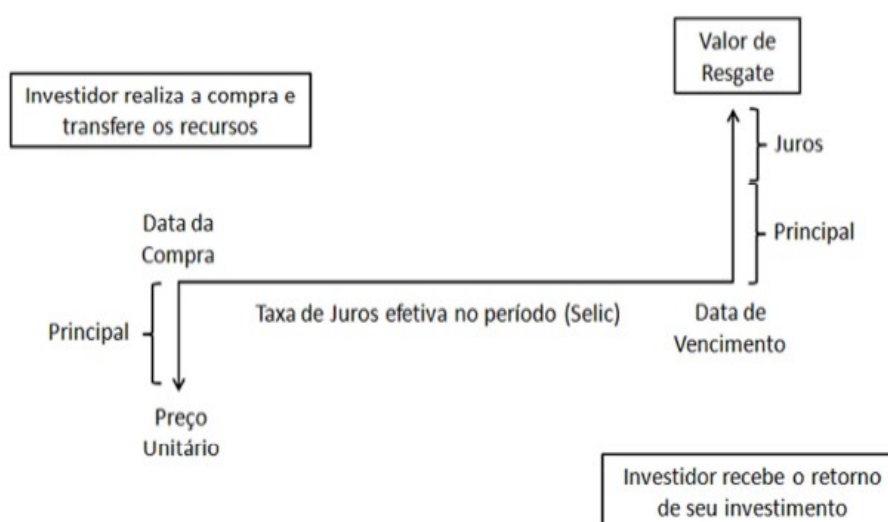 Valor de
Resgate
Investidor realiza a compra e
transfere os recursos
Juros
Data da
Compra
Principal
Principal
Taxa de Juros efetiva no período (Selic)
Data de
Vencimento
Preço
Unitário
Investidor recebe o retorno
de seu investimento